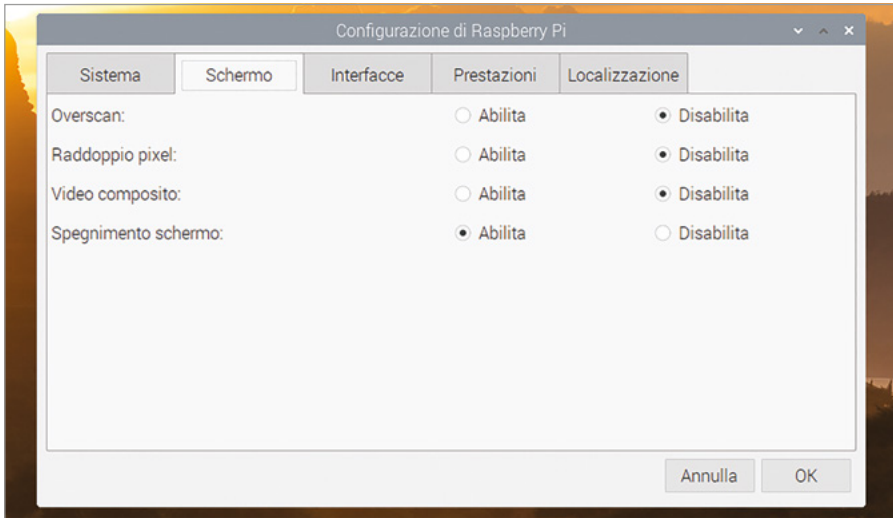 Configurazione di Raspberry Pi
Sistema Schermo Interfacce Prestazioni Localizzazione
Overscan: Abilita Disabilita
Raddoppio pixel: Abilita Disabilita
Video composito: Abilita Disabilita
Spegnimento schermo: Abilita Disabilita
Annulla OK